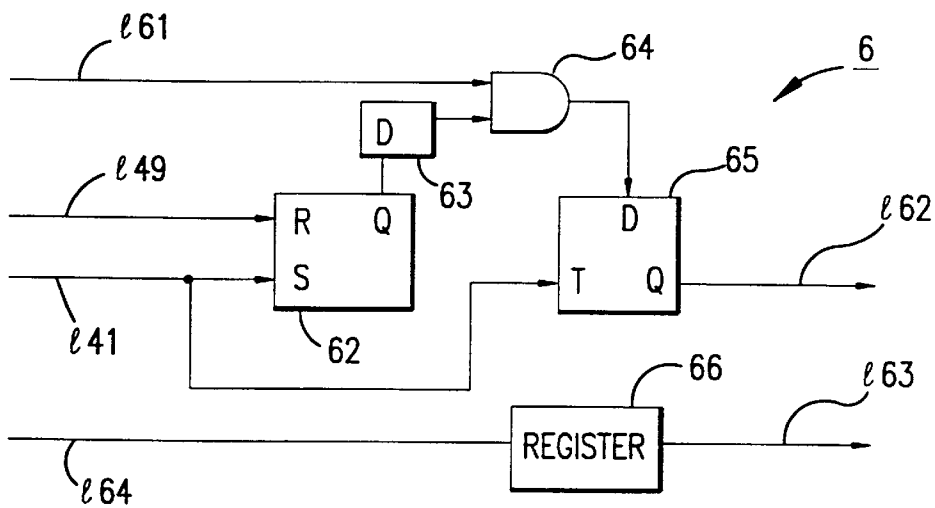 ℓ61
64
6
D
63
65
ℓ49
R Q
S
62
D
T Q
ℓ62
ℓ41
66
REGISTER
ℓ63
ℓ64